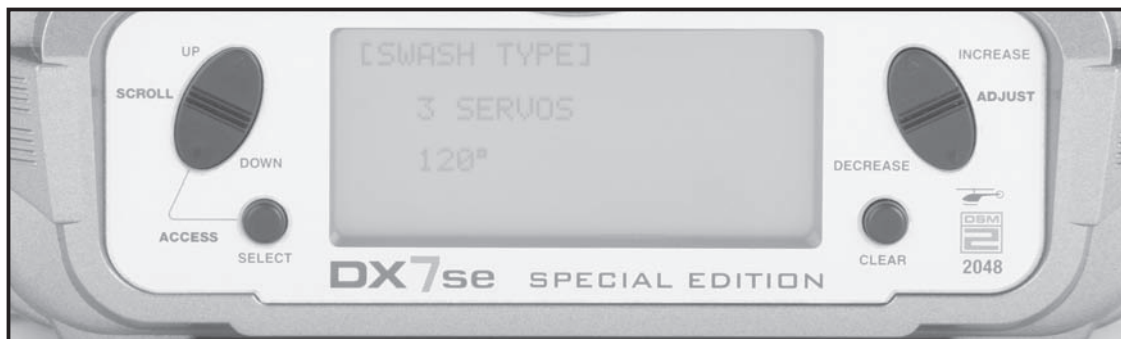 UP
SCROLL
DOWN
ACCESS
SELECT
[SWASH TYPE]
3 SERVOS
120°
INCREASE
ADJUST
DECREASE
CLEAR
DSM
2
2048
DX7se SPECIAL EDITION